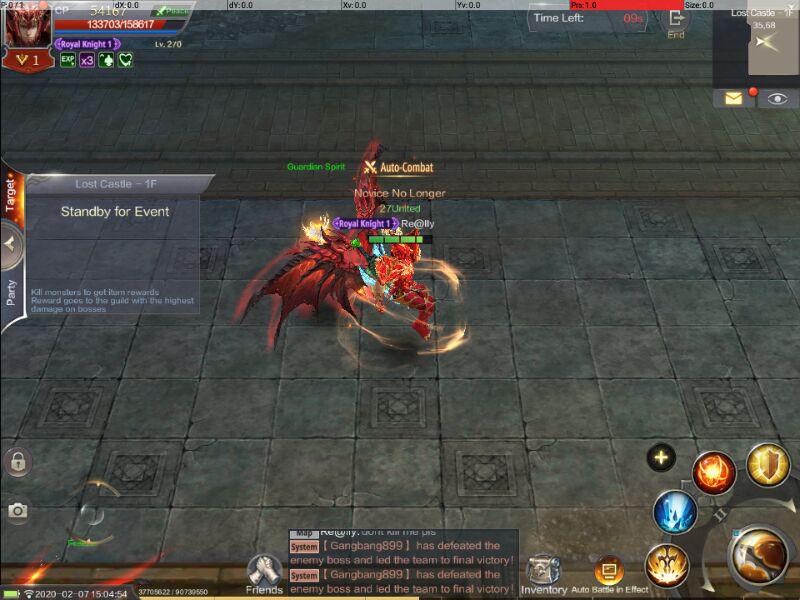 P: 0 / 1
dX: 0.0
dY: 0.0
Xv: 0.0
Yv: 0.0
Prs: 1.0
Size: 0.0
CP 54167
Peace
133703/158617
Royal Knight 1
Lv. 2/0
1
EXP
x3
Time Left: 09s
End
Lost Castle - 1F
35,68
Guardian Spirit
Auto-Combat
Novice No Longer
27United
Royal Knight 1 Re@lly
Target
Party
Lost Castle - 1F
Standby for Event
Kill monsters to get item rewards
Reward goes to the guild with the highest
damage on bosses
Map Re@lly: dont kill me pls
System 【 Gangbang899 】 has defeated the
enemy boss and led the team to final victory!
System 【 Gangbang899 】 has defeated the
enemy boss and led the team to final victory!
Friends
Inventory
Auto Battle in Effect
2020-02-07 15:04:54
37705622 / 90739550